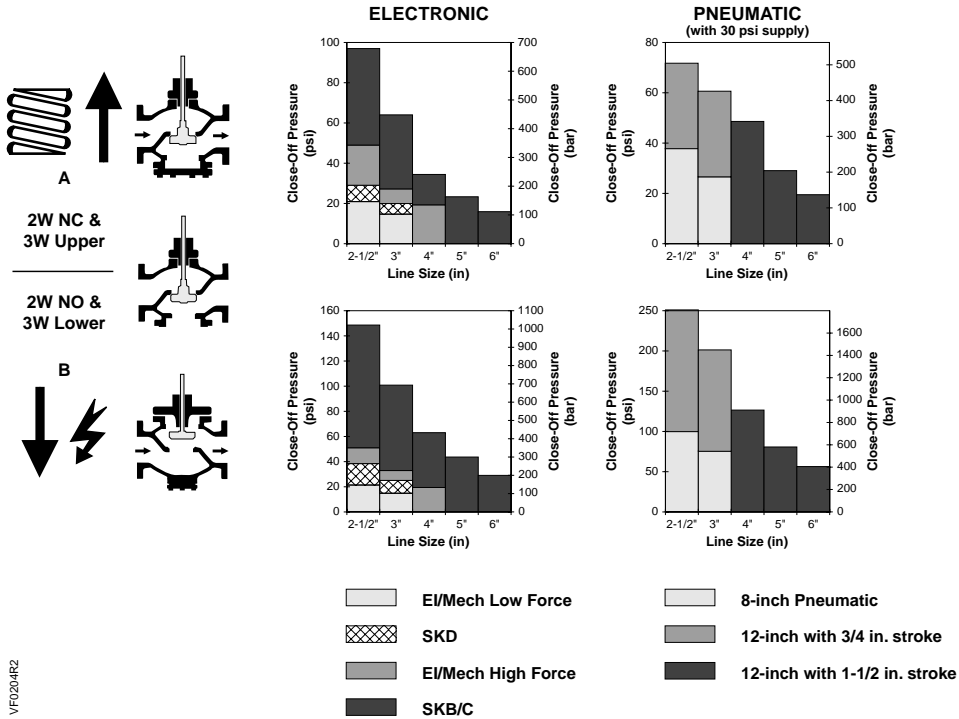 ELECTRONIC
PNEUMATIC
(with 30 psi supply)
A
2W NC &
3W Upper
2W NO &
3W Lower
B
Close-Off Pressure
(psi)
100
80
60
40
20
0
700
600
500
400
300
200
100
0
Close-Off Pressure
(bar)
2-1/2" 3" 4" 5" 6"
Line Size (in)
Close-Off Pressure
(psi)
80
60
40
20
0
500
400
300
200
100
0
Close-Off Pressure
(bar)
2-1/2" 3" 4" 5" 6"
Line Size (in)
Close-Off Pressure
(psi)
160
140
120
100
80
60
40
20
0
1100
1000
900
800
700
600
500
400
300
200
100
0
Close-Off Pressure
(bar)
2-1/2" 3" 4" 5" 6"
Line Size (in)
Close-Off Pressure
(psi)
250
200
150
100
50
0
1600
1400
1200
1000
800
600
400
200
0
Close-Off Pressure
(bar)
2-1/2" 3" 4" 5" 6"
Line Size (in)
El/Mech Low Force
SKD
El/Mech High Force
SKB/C
8-inch Pneumatic
12-inch with 3/4 in. stroke
12-inch with 1-1/2 in. stroke
VF0204R2